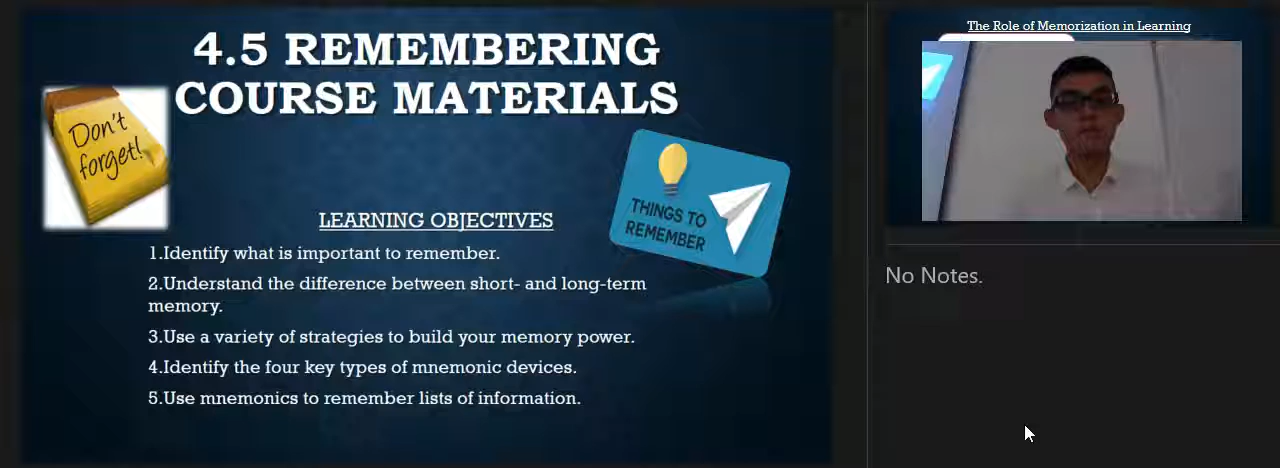 4.5 REMEMBERING
COURSE MATERIALS
Don't
forget!
THINGS TO
REMEMBER
LEARNING OBJECTIVES
1.Identify what is important to remember.
2.Understand the difference between short- and long-term
memory.
3.Use a variety of strategies to build your memory power.
4.Identify the four key types of mnemonic devices.
5.Use mnemonics to remember lists of information.
The Role of Memorization in Learning
No Notes.